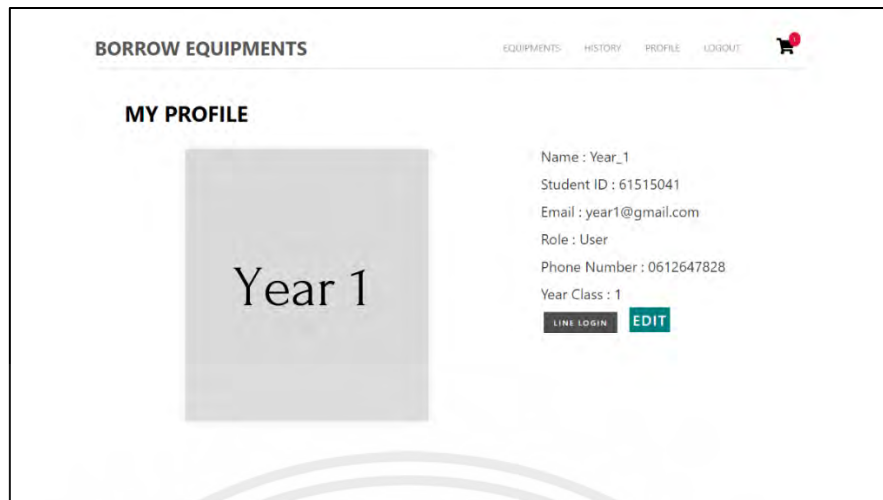 BORROW EQUIPMENTS
EQUIPMENTS HISTORY PROFILE LOGOUT
MY PROFILE
Year 1
Name : Year_1
Student ID : 61515041
Email : year1@gmail.com
Role : User
Phone Number : 0612647828
Year Class : 1
LINE LOGIN EDIT